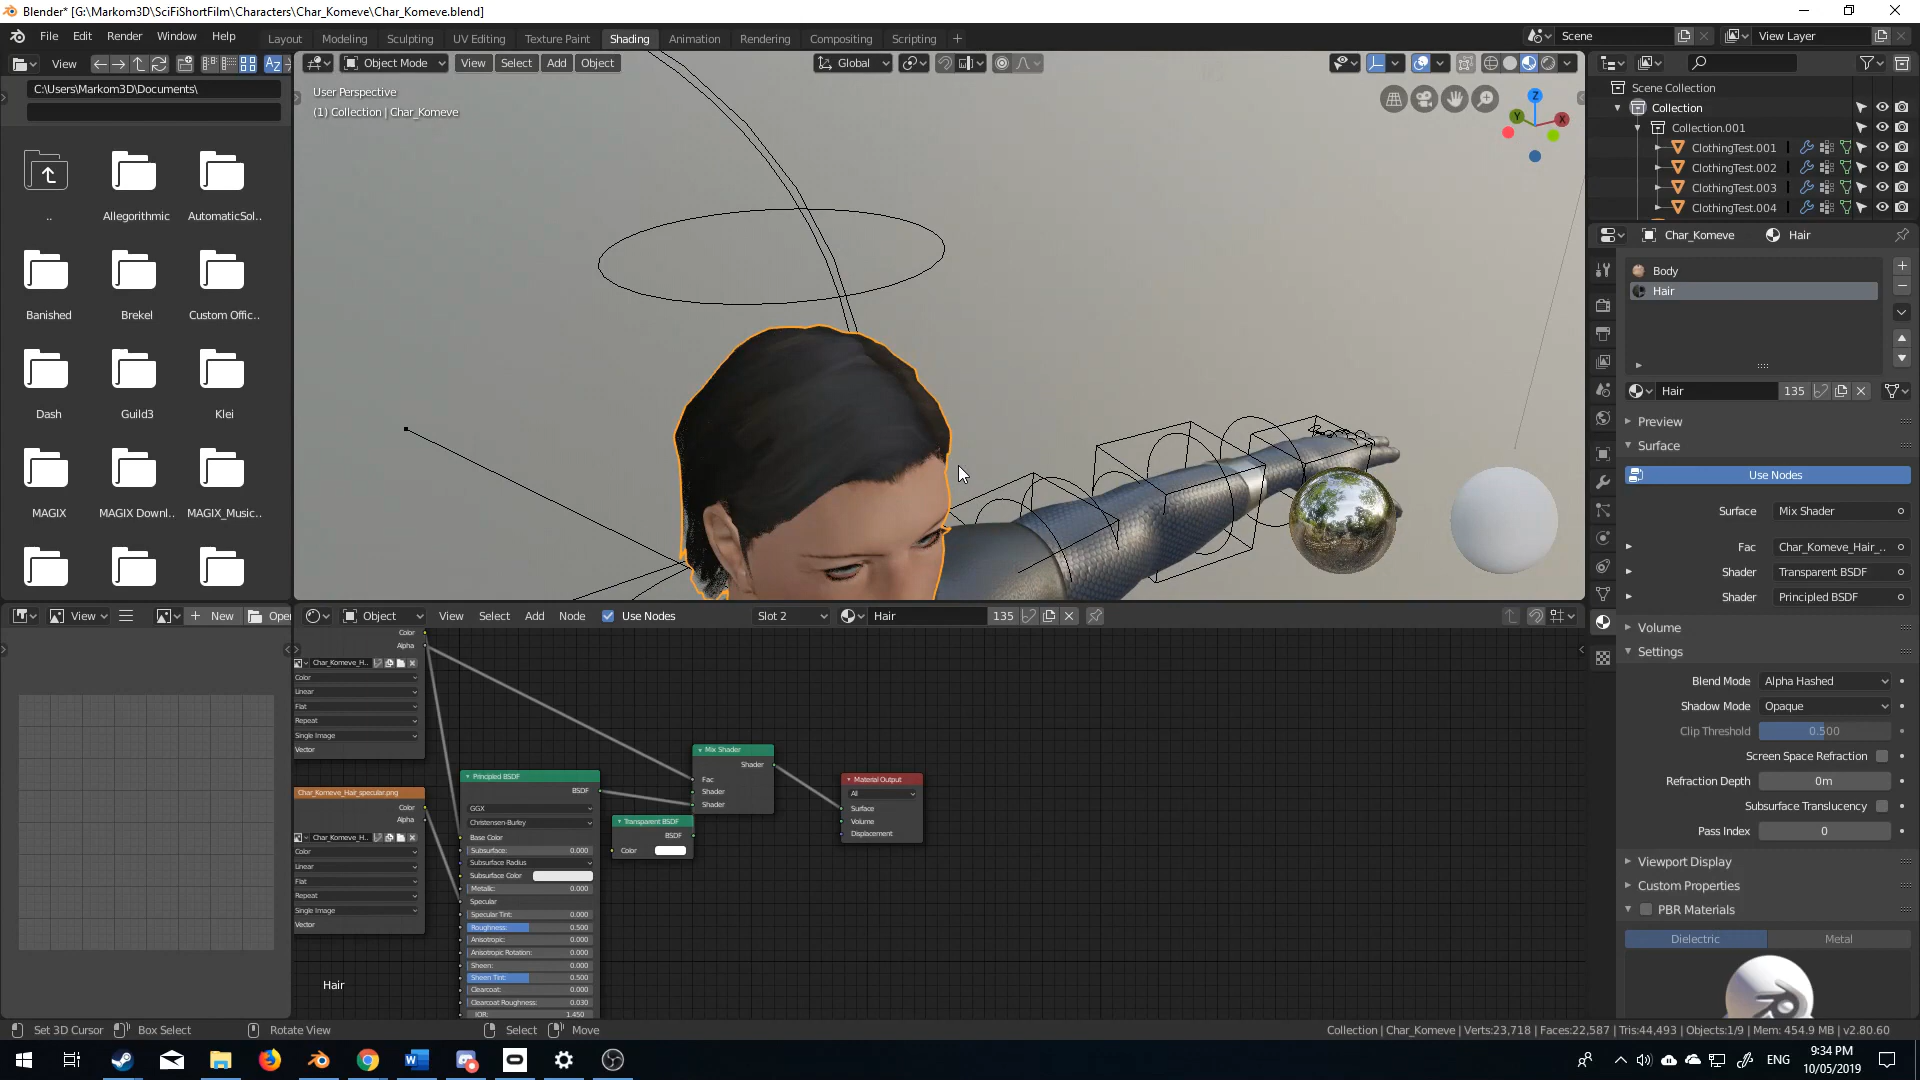 Blender* [G:\Markom3D\SciFiShortFilm\Characters\Char_Komeve\Char_Komeve.blend]
File Edit Render Window Help
Layout Modeling Sculpting UV Editing Texture Paint Shading Animation Rendering Compositing Scripting
Scene View Layer
View
C:\Users\Markom3D\Documents\
.. Allegorithmic AutomaticSol..
Banished Brekel Custom Offic..
Dash Guild3 Klei
MAGIX MAGIX Downl.. MAGIX_Music..
Object Mode View Select Add Object Global
User Perspective
(1) Collection | Char_Komeve
Z
Y X
Scene Collection
Collection
Collection.001
ClothingTest.001
ClothingTest.002
ClothingTest.003
ClothingTest.004
Char_Komeve Hair
Body
Hair
Hair 135
Preview
Surface
Use Nodes
Surface Mix Shader
Fac Char_Komeve_Hair_..
Shader Transparent BSDF
Shader Principled BSDF
Volume
Settings
Blend Mode Alpha Hashed
Shadow Mode Opaque
Clip Threshold 0.500
Screen Space Refraction
Refraction Depth 0m
Subsurface Translucency
Pass Index 0
Viewport Display
Custom Properties
PBR Materials
Dielectric Metal
View New Open
Object View Select Add Node Use Nodes Slot 2 Hair 135
Color
Alpha
Char_Komeve_H..
Color
Linear
Flat
Repeat
Single Image
Vector
Char_Komeve_Hair_specular.png
Color
Alpha
Char_Komeve_H..
Color
Linear
Flat
Repeat
Single Image
Vector
Principled BSDF
BSDF
GGX
Christensen-Burley
Base Color
Subsurface: 0.000
Subsurface Radius
Subsurface Color
Metallic: 0.000
Specular
Specular Tint: 0.000
Roughness: 0.500
Anisotropic: 0.000
Anisotropic Rotation: 0.000
Sheen: 0.000
Sheen Tint: 0.500
Clearcoat: 0.000
Clearcoat Roughness: 0.030
IOR: 1.450
Transparent BSDF
BSDF
Color
Mix Shader
Shader
Fac
Shader
Shader
Material Output
All
Surface
Volume
Displacement
Hair
Set 3D Cursor Box Select Rotate View Select Move
Collection | Char_Komeve | Verts:23,718 | Faces:22,587 | Tris:44,493 | Objects:1/9 | Mem: 454.9 MB | v2.80.60
ENG
9:34 PM
10/05/2019